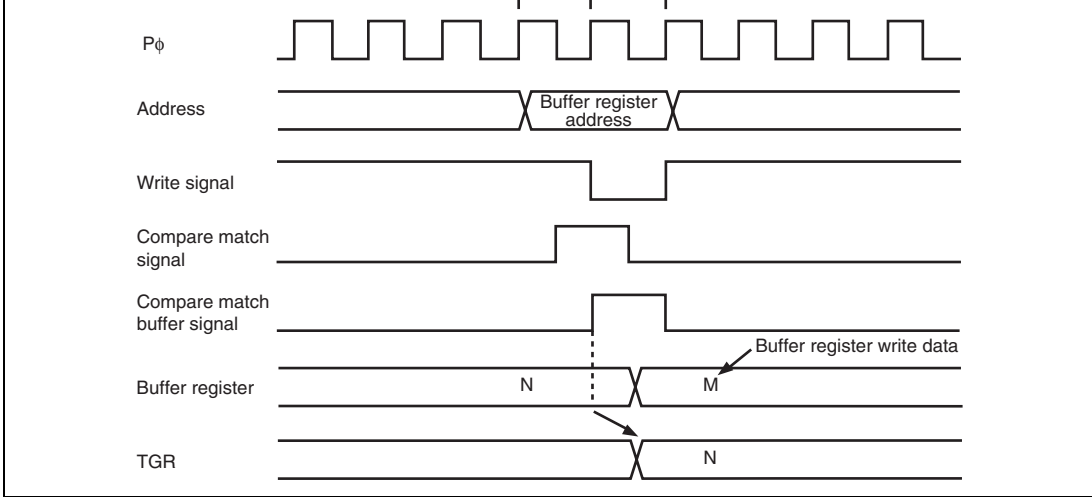 Pϕ
Address
Buffer register
address
Write signal
Compare match
signal
Compare match
buffer signal
Buffer register write data
Buffer register
N
M
TGR
N